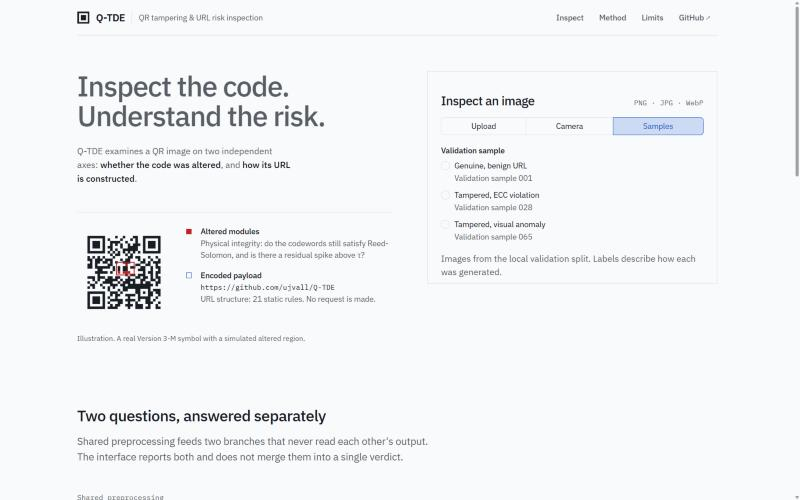 Q-TDE
QR tampering & URL risk inspection
Inspect
Method
Limits
GitHub ↗
Inspect the code.
Understand the risk.
Q-TDE examines a QR image on two independent
axes: whether the code was altered, and how its URL
is constructed.
Altered modules
Physical integrity: do the codewords still satisfy Reed-
Solomon, and is there a residual spike above τ?
Encoded payload
https://github.com/ujvall/Q-TDE
URL structure: 21 static rules. No request is made.
Illustration. A real Version 3-M symbol with a simulated altered region.
Inspect an image
PNG · JPG · WebP
Upload
Camera
Samples
Validation sample
Genuine, benign URL
Validation sample 001
Tampered, ECC violation
Validation sample 028
Tampered, visual anomaly
Validation sample 065
Images from the local validation split. Labels describe how each
was generated.
Two questions, answered separately
Shared preprocessing feeds two branches that never read each other's output.
The interface reports both and does not merge them into a single verdict.
Shared preprocessing